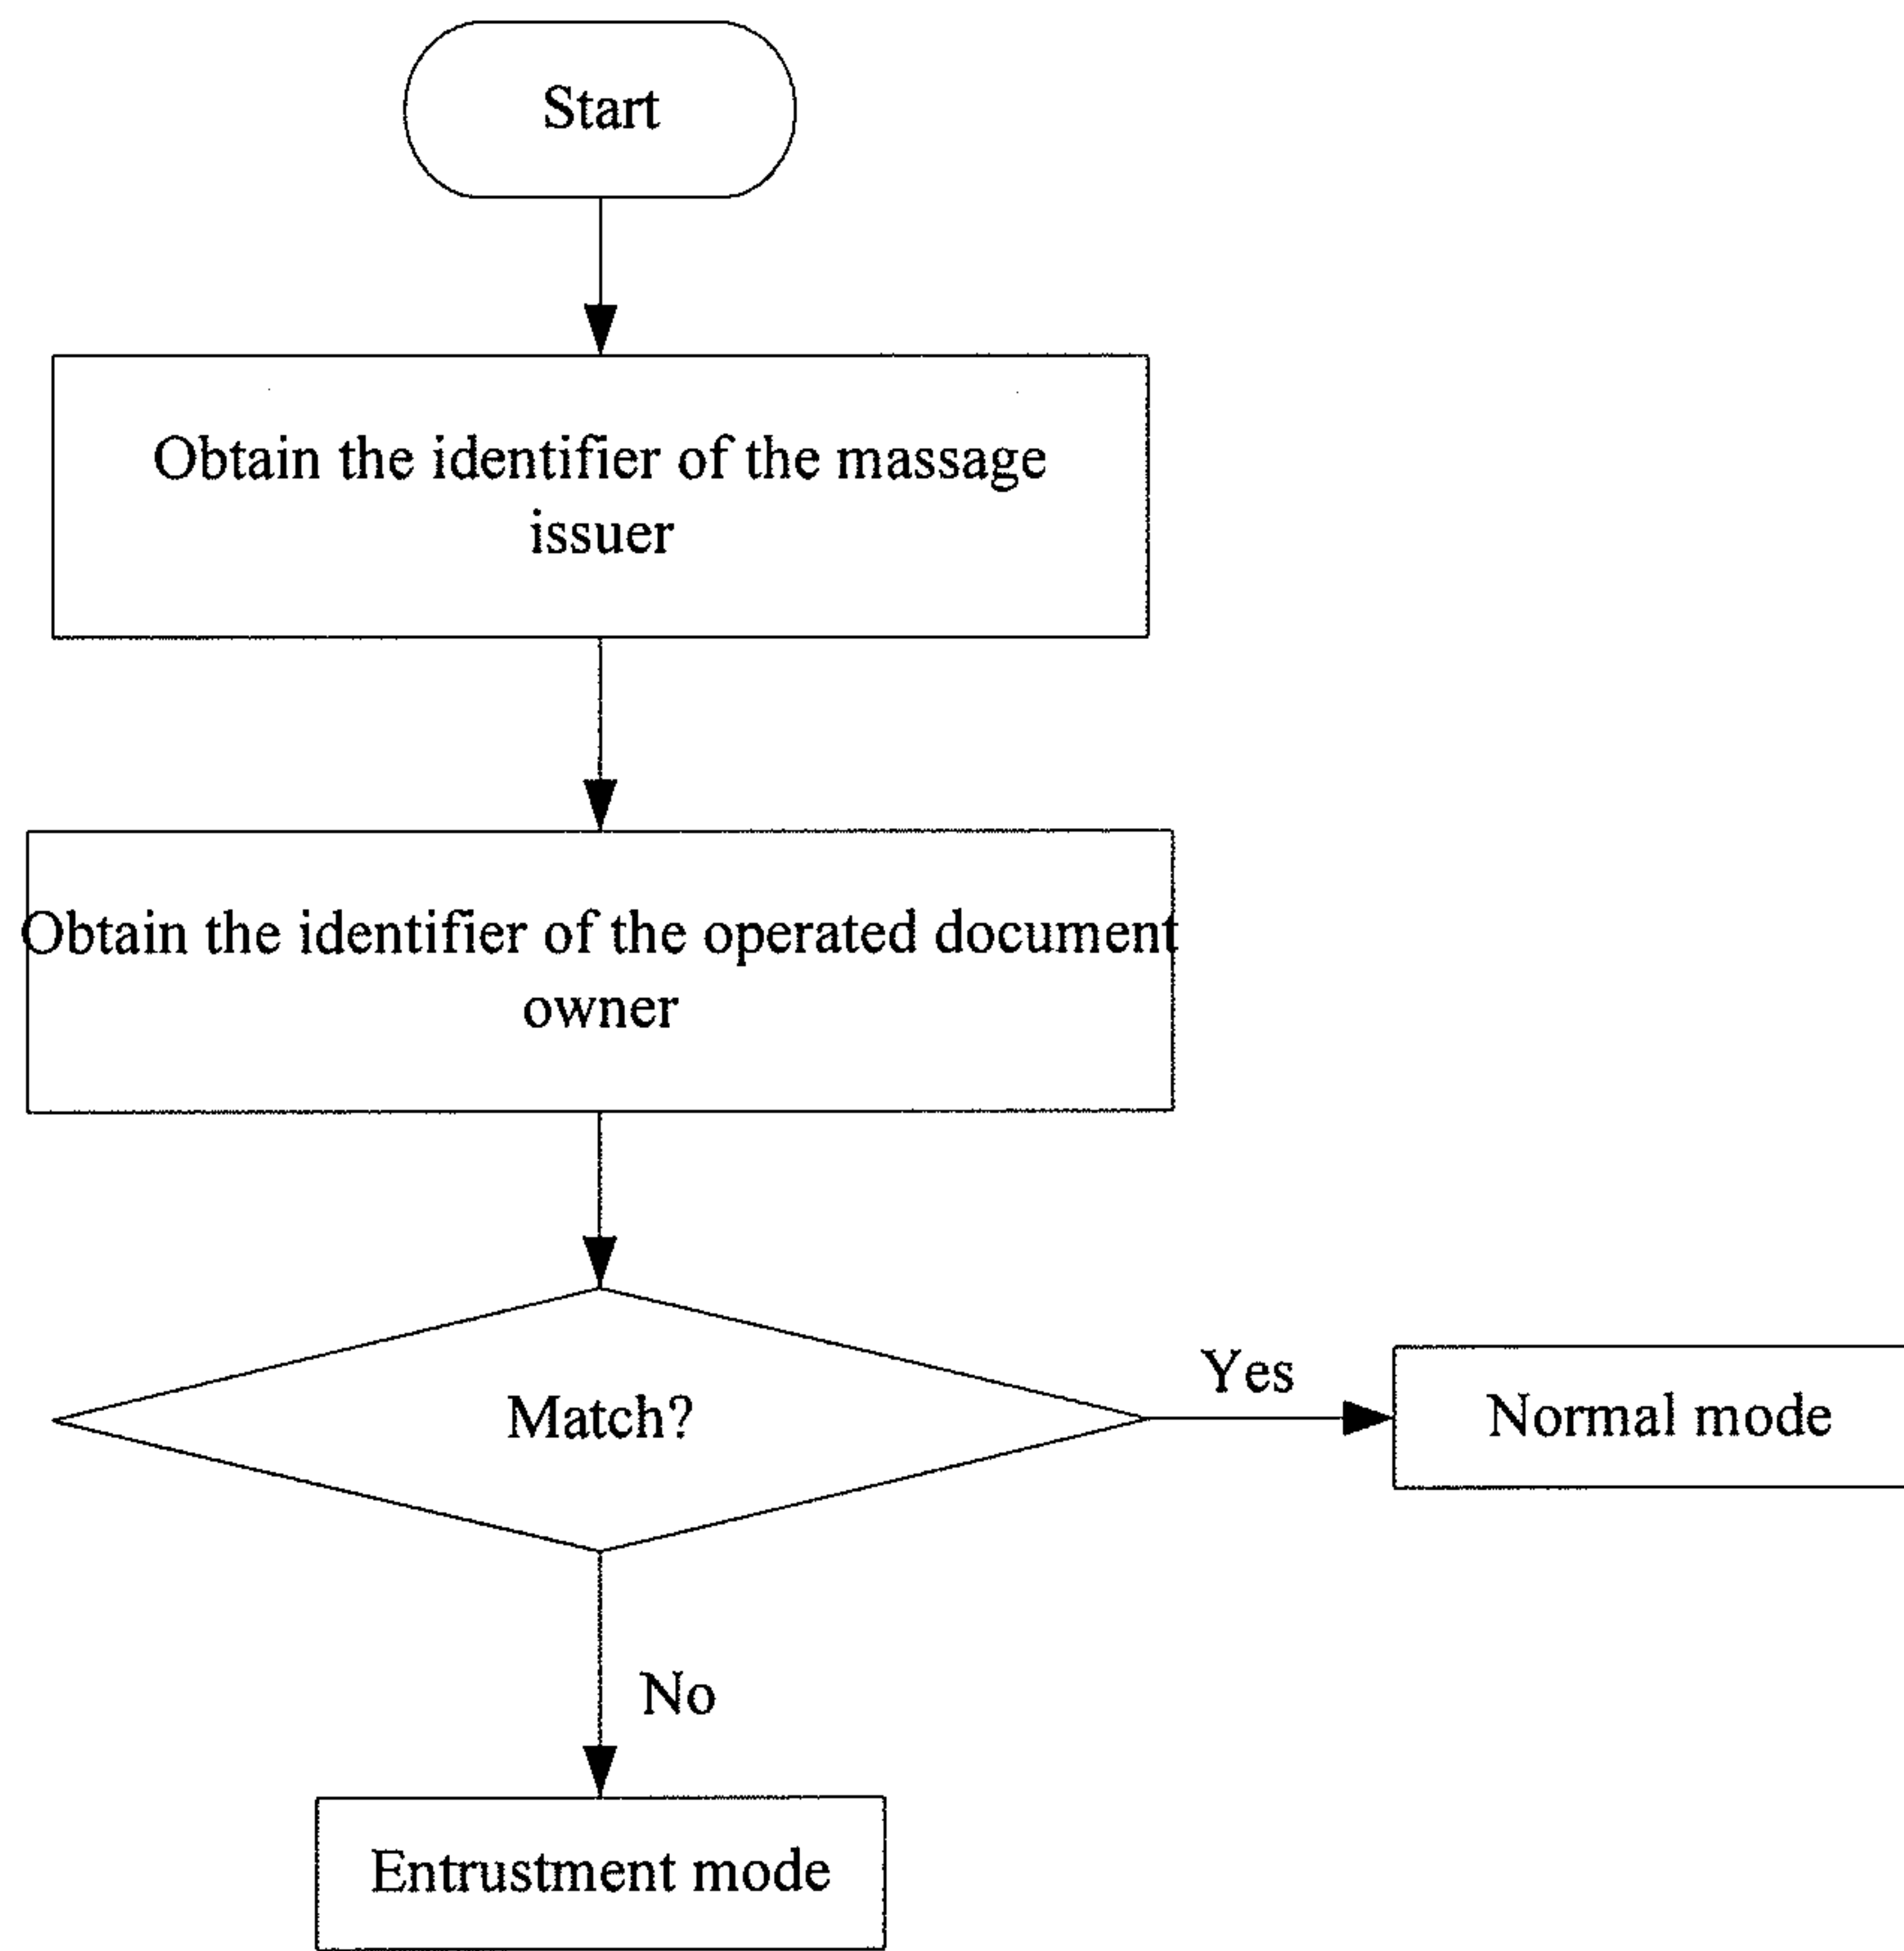 Start
Obtain the identifier of the massage
issuer
Obtain the identifier of the operated document
owner
Match?
Yes
Normal mode
No
Entrustment mode